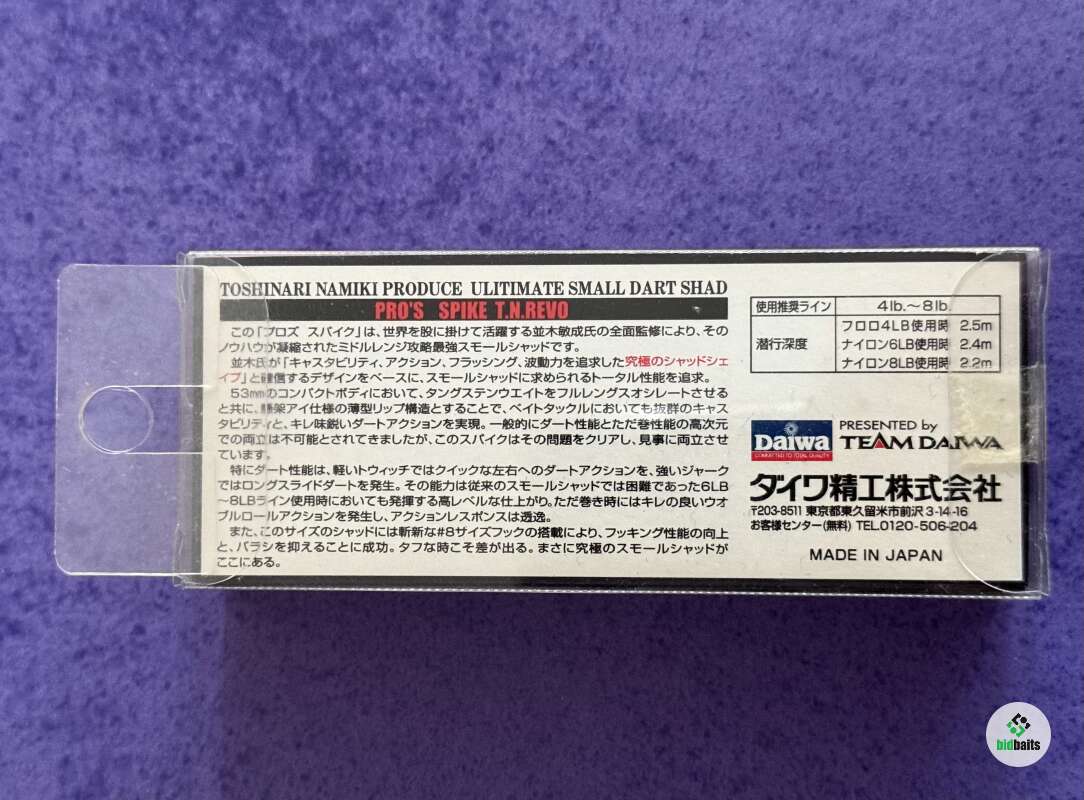 TOSHINARI NAMIKI PRODUCE ULITIMATE SMALL DART SHAD
PRO'S SPIKE T.N.REVO
この「プロズ スパイク」は、世界を股に掛けて活躍する並木敏成氏の全面監修により、その
ノウハウが凝縮されたミドルレンジ攻略最強スモールシャッドです。
並木氏が「キャスタビリティ、アクション、フラッシング、波動力を追求した究極のシャッドシェ
イプ」と確信するデザインをベースに、スモールシャッドに求められるトータル性能を追求。
53mmのコンパクトボディにおいて、タングステンウエイトをフルレングスオシレートさせる
と共に、架アイ仕様の薄型リップ構造とすることで、ベイトタックルにおいても抜群のキャス
タビリティと、キレ味鋭いダートアクションを実現。一般的にダート性能とただ巻性能の高次元
での両立は不可能とされてきましたが、このスパイクはその問題をクリアし、見事に両立させ
ています。
特にダート性能は、軽いトウィッチではクイックな左右へのダートアクションを、強いジャーク
ではロングスライドダートを発生。その能力は従来のスモールシャッドでは困難であった6LB
〜8LBライン使用時においても発揮する高レベルな仕上がり。ただ巻き時にはキレの良いウオ
ブルロールアクションを発生し、アクションレスポンスは透逸。
また、このサイズのシャッドには斬新な#8サイズフックの搭載により、フッキング性能の向上
と、バラシを抑えることに成功。タフな時こそ差が出る。まさに究極のスモールシャッドが
ここにある。
使用推奨ライン 4lb.〜8lb.
潜行深度
フロロ4LB使用時 2.5m
ナイロン6LB使用時 2.4m
ナイロン8LB使用時 2.2m
Daiwa
COMMITTED TO TOTAL QUALITY
PRESENTED by
TEAM DAIWA
ダイワ精工株式会社
〒203-8511 東京都東久留米市前沢3-14-16
お客様センター(無料) TEL0120-506-204
MADE IN JAPAN
bidbaits